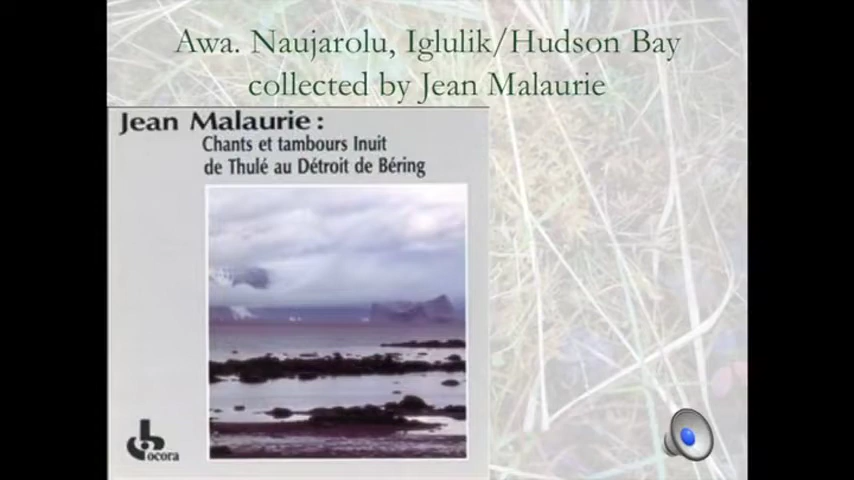 Awa. Naujarolu, Iglulik/Hudson Bay
collected by Jean Malaurie
Jean Malaurie :
Chants et tambours Inuit
de Thulé au Détroit de Béring
ocora